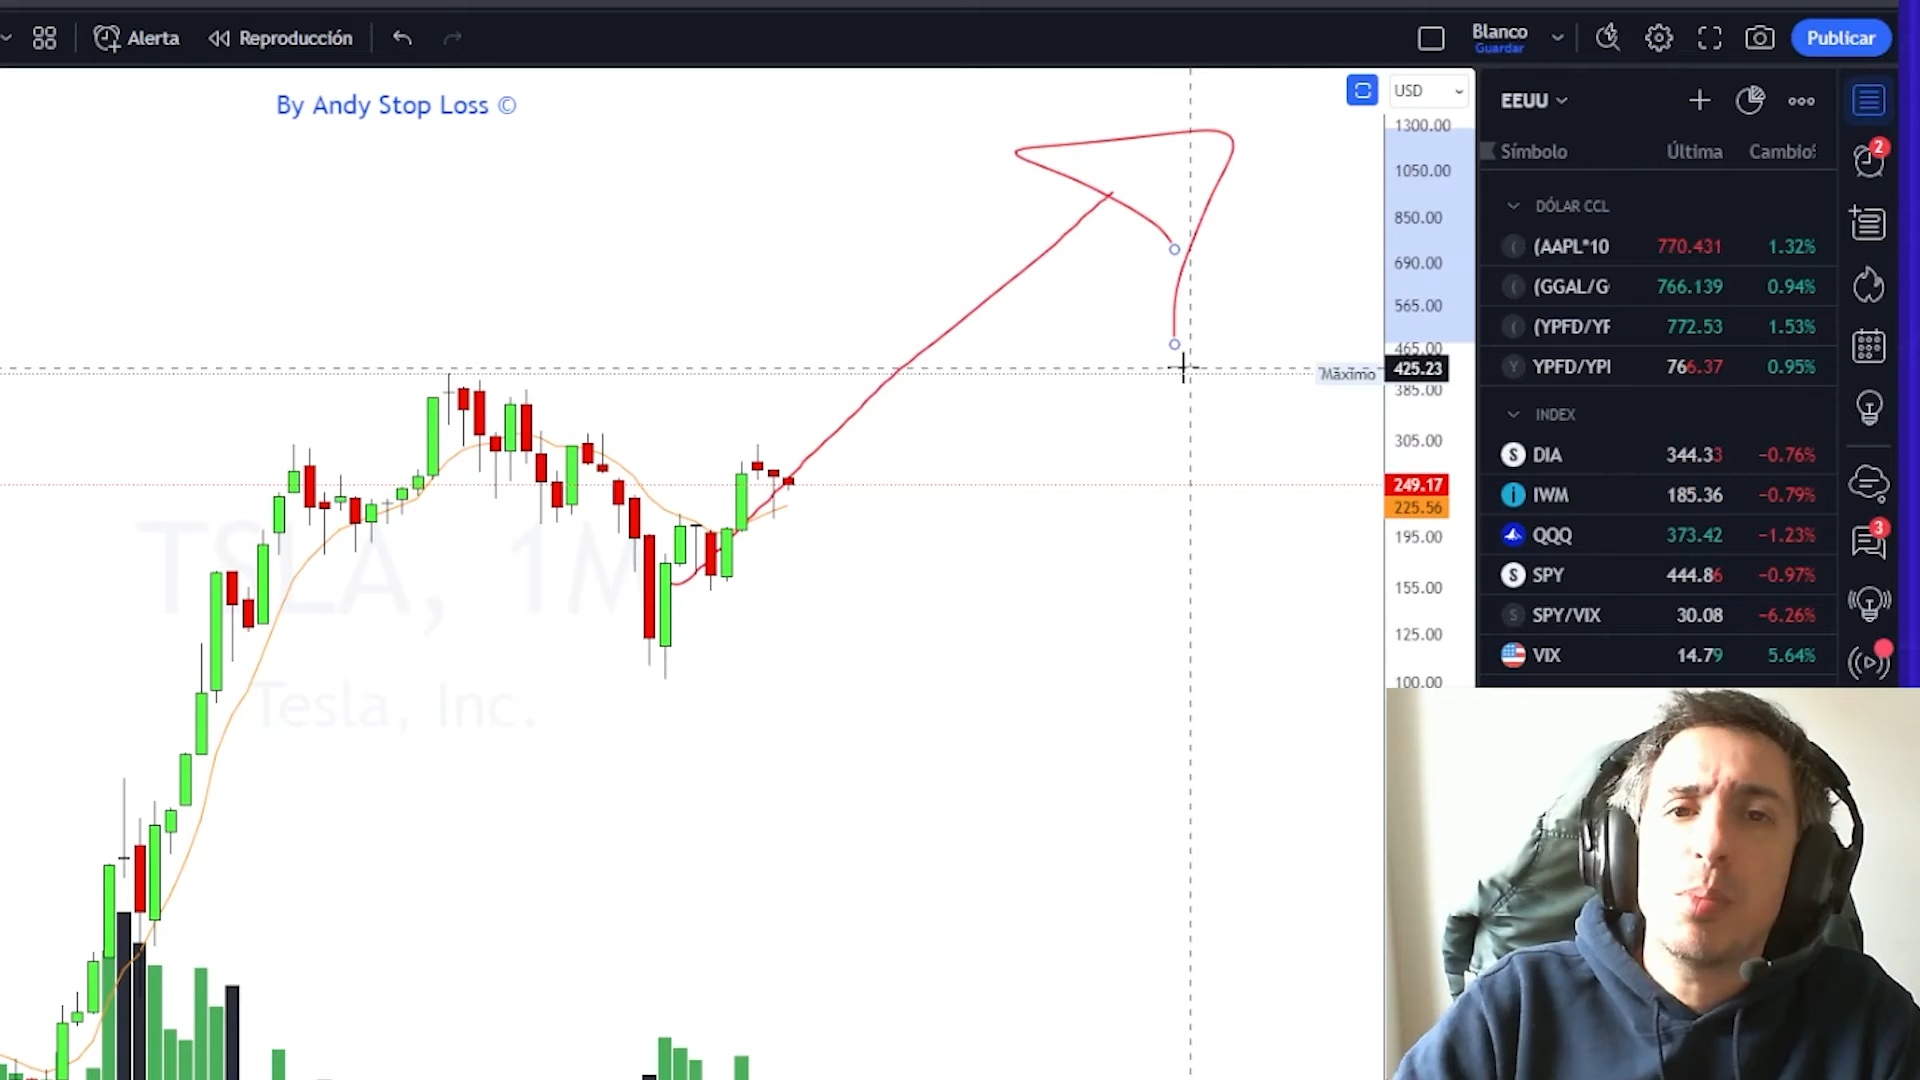 Alerta
Reproducción
Blanco
Guardar
Publicar
By Andy Stop Loss ©
USD
1300.00
1050.00
850.00
690.00
565.00
465.00
Máximo 425.23
385.00
305.00
249.17
225.56
195.00
155.00
125.00
100.00
TSLA, 1M
Tesla, Inc.
EEUU
Símbolo Última Cambio%
2
DÓLAR CCL
(AAPL*10 770.431 1.32%
(GGAL/G 766.139 0.94%
(YPFD/YF 772.53 1.53%
Y YPFD/YPI 766.37 0.95%
INDEX
S DIA 344.33 −0.76%
i IWM 185.36 −0.79%
QQQ 373.42 −1.23%
3
S SPY 444.86 −0.97%
S SPY/VIX 30.08 −6.26%
VIX 14.79 5.64%